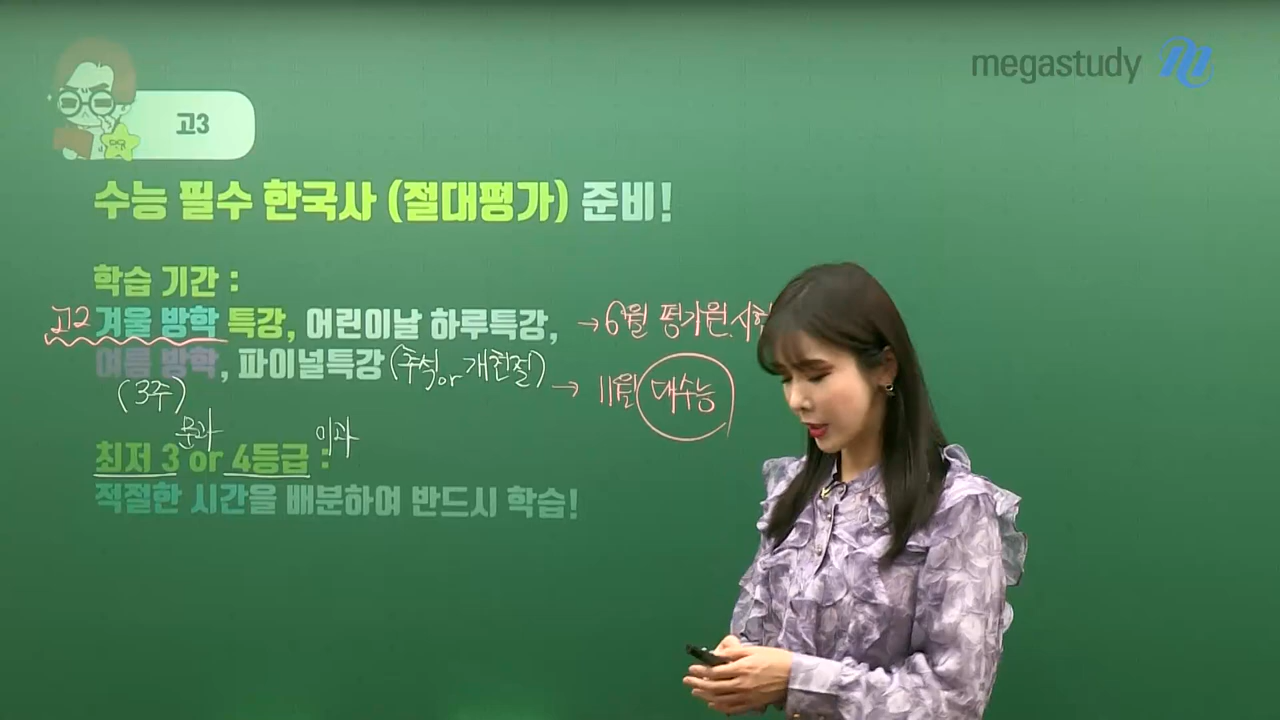 megastudy
고3
수능 필수 한국사 (절대평가) 준비!
학습 기간 :
고2 겨울 방학 특강, 어린이날 하루특강, → 6월 평가원 시험
여름 방학, 파이널특강 (추석 or 개천절) → 11월 대수능
(3주)
문과 이과
최저 3 or 4등급 :
적절한 시간을 배분하여 반드시 학습!